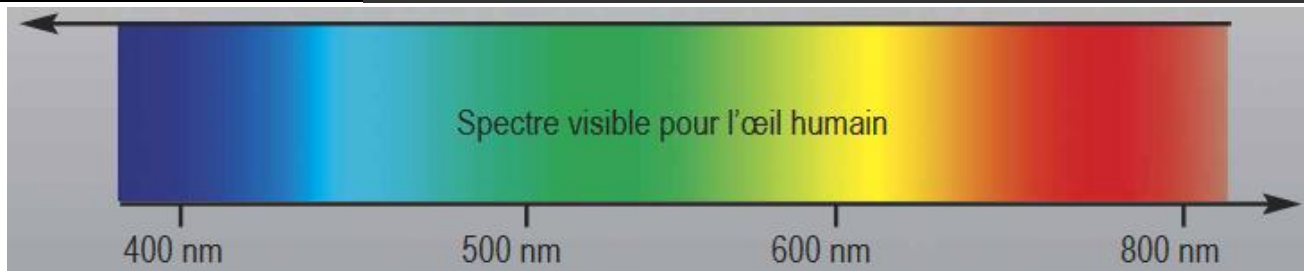 Spectre visible pour l'œil humain
400 nm 500 nm 600 nm 800 nm